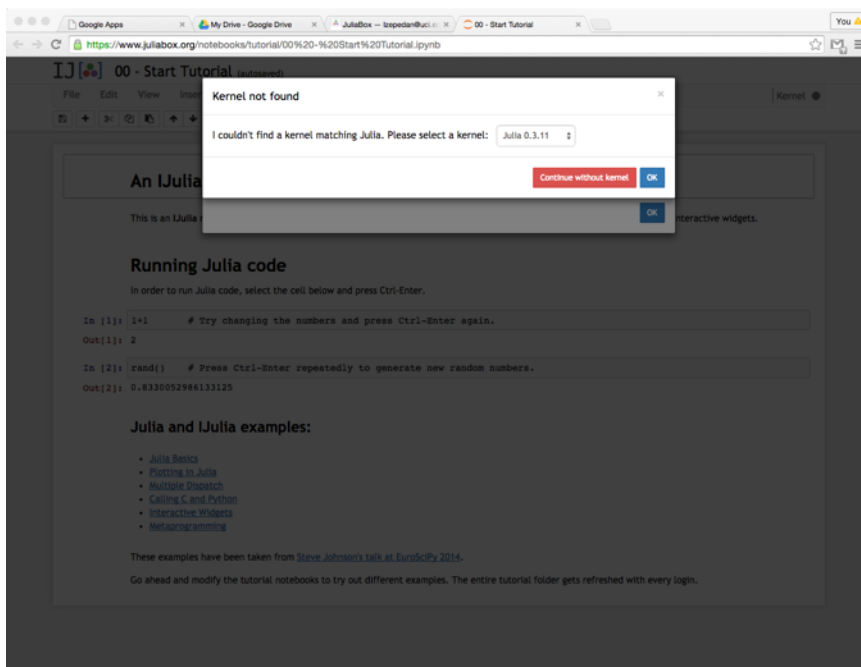 Google Apps
My Drive - Google Drive
JuliaBox — lzepedan@uci.
00 - Start Tutorial
You
https://www.juliabox.org/notebooks/tutorial/00%20-%20Start%20Tutorial.ipynb
IJ 00 - Start Tutorial (autosaved)
File Edit View Kernel
Kernel not found ×
I couldn't find a kernel matching Julia. Please select a kernel: Julia 0.3.11
Continue without kernel OK
OK
An IJulia
This is an IJulia interactive widgets.
Running Julia code
In order to run Julia code, select the cell below and press Ctrl-Enter.
In [1]: 1+1 # Try changing the numbers and press Ctrl-Enter again.
Out[1]: 2
In [2]: rand() # Press Ctrl-Enter repeatedly to generate new random numbers.
Out[2]: 0.8330052986133125
Julia and IJulia examples:
• Julia Basics
• Plotting in Julia
• Multiple Dispatch
• Calling C and Python
• Interactive Widgets
• Metaprogramming
These examples have been taken from Steve Johnson's talk at EuroSciPy 2014.
Go ahead and modify the tutorial notebooks to try out different examples. The entire tutorial folder gets refreshed with every login.